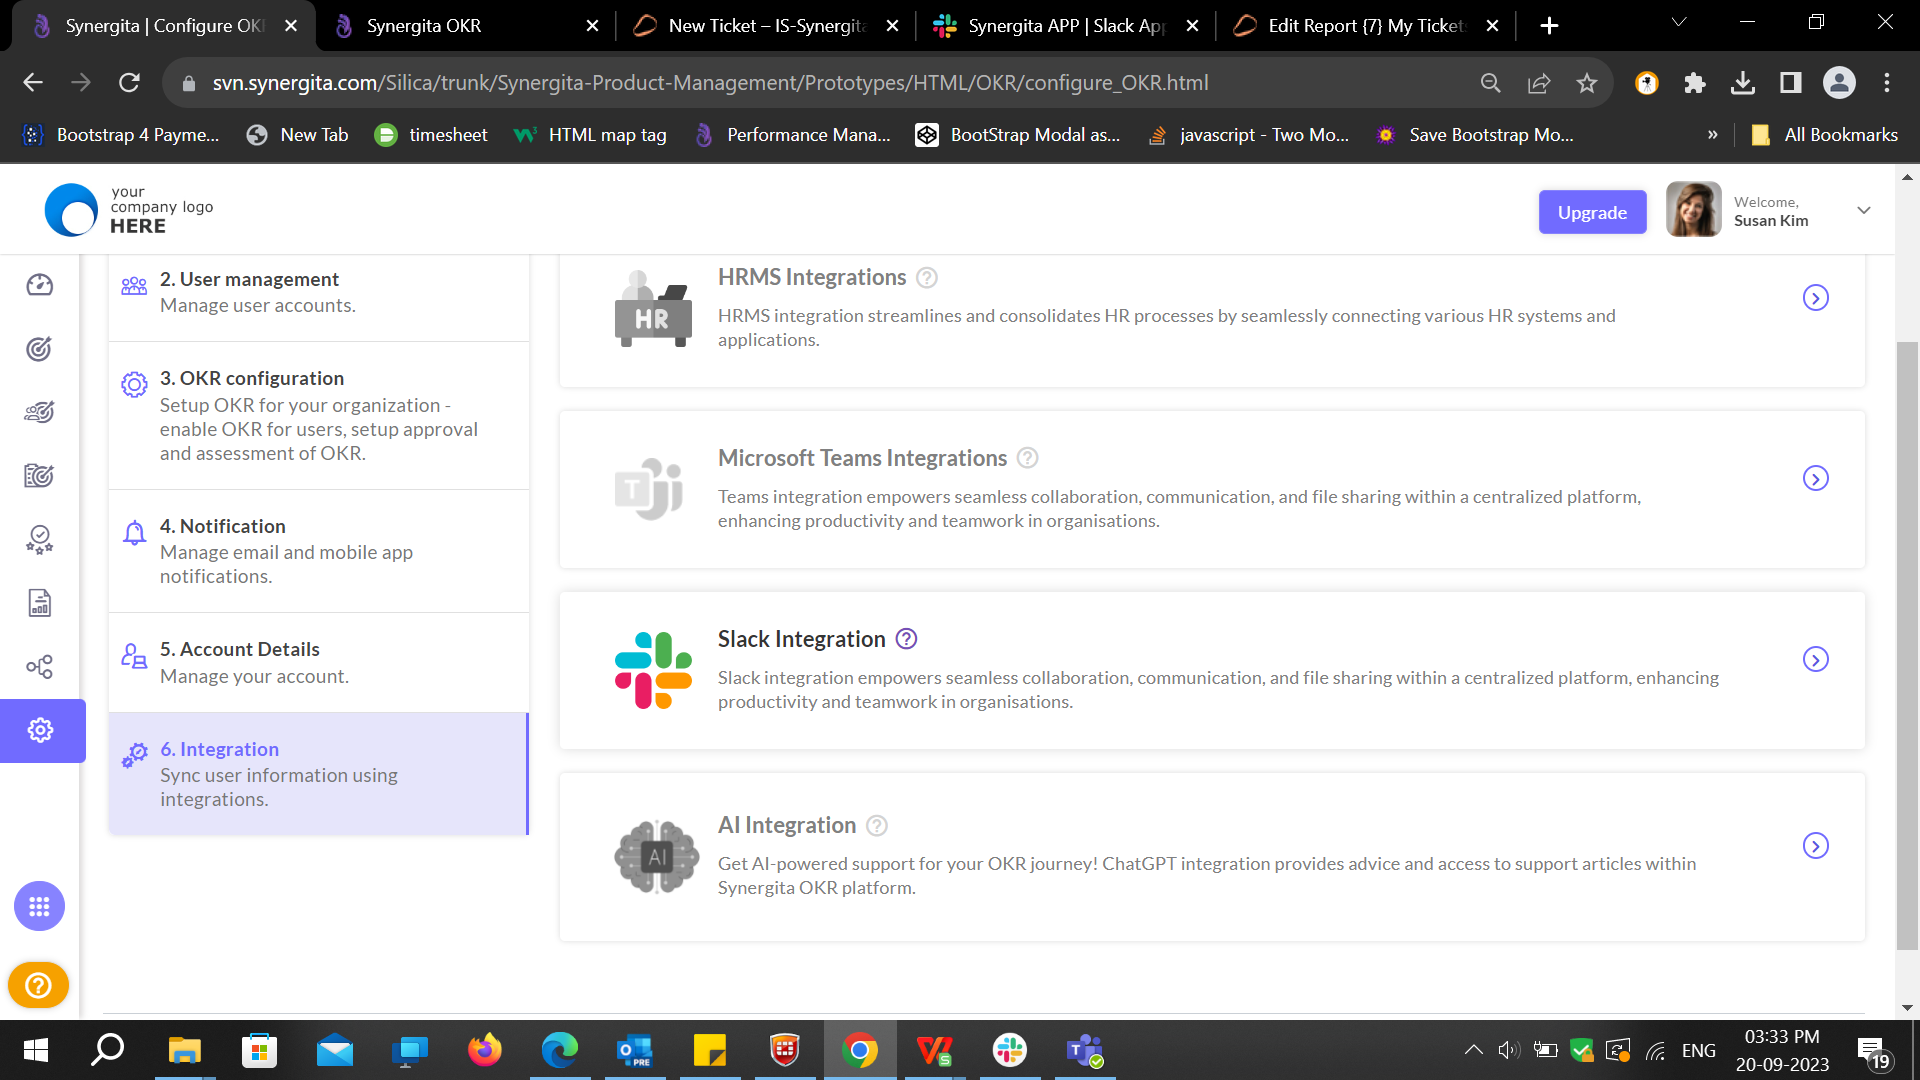 Synergita | Configure OK
Synergita OKR
New Ticket – IS-Synergita
Synergita APP | Slack App
Edit Report {7} My Ticket
svn.synergita.com/Silica/trunk/Synergita-Product-Management/Prototypes/HTML/OKR/configure_OKR.html
Bootstrap 4 Payme...
New Tab
timesheet
HTML map tag
Performance Mana...
BootStrap Modal as...
javascript - Two Mo...
Save Bootstrap Mo...
»
All Bookmarks
your
company logo
HERE
Upgrade
Welcome,
Susan Kim
2. User management
Manage user accounts.
3. OKR configuration
Setup OKR for your organization -
enable OKR for users, setup approval
and assessment of OKR.
4. Notification
Manage email and mobile app
notifications.
5. Account Details
Manage your account.
6. Integration
Sync user information using
integrations.
HR
HRMS Integrations
HRMS integration streamlines and consolidates HR processes by seamlessly connecting various HR systems and
applications.
T
Microsoft Teams Integrations
Teams integration empowers seamless collaboration, communication, and file sharing within a centralized platform,
enhancing productivity and teamwork in organisations.
Slack Integration
Slack integration empowers seamless collaboration, communication, and file sharing within a centralized platform, enhancing
productivity and teamwork in organisations.
AI
AI Integration
Get AI-powered support for your OKR journey! ChatGPT integration provides advice and access to support articles within
Synergita OKR platform.
PRE
ENG
03:33 PM
20-09-2023
19